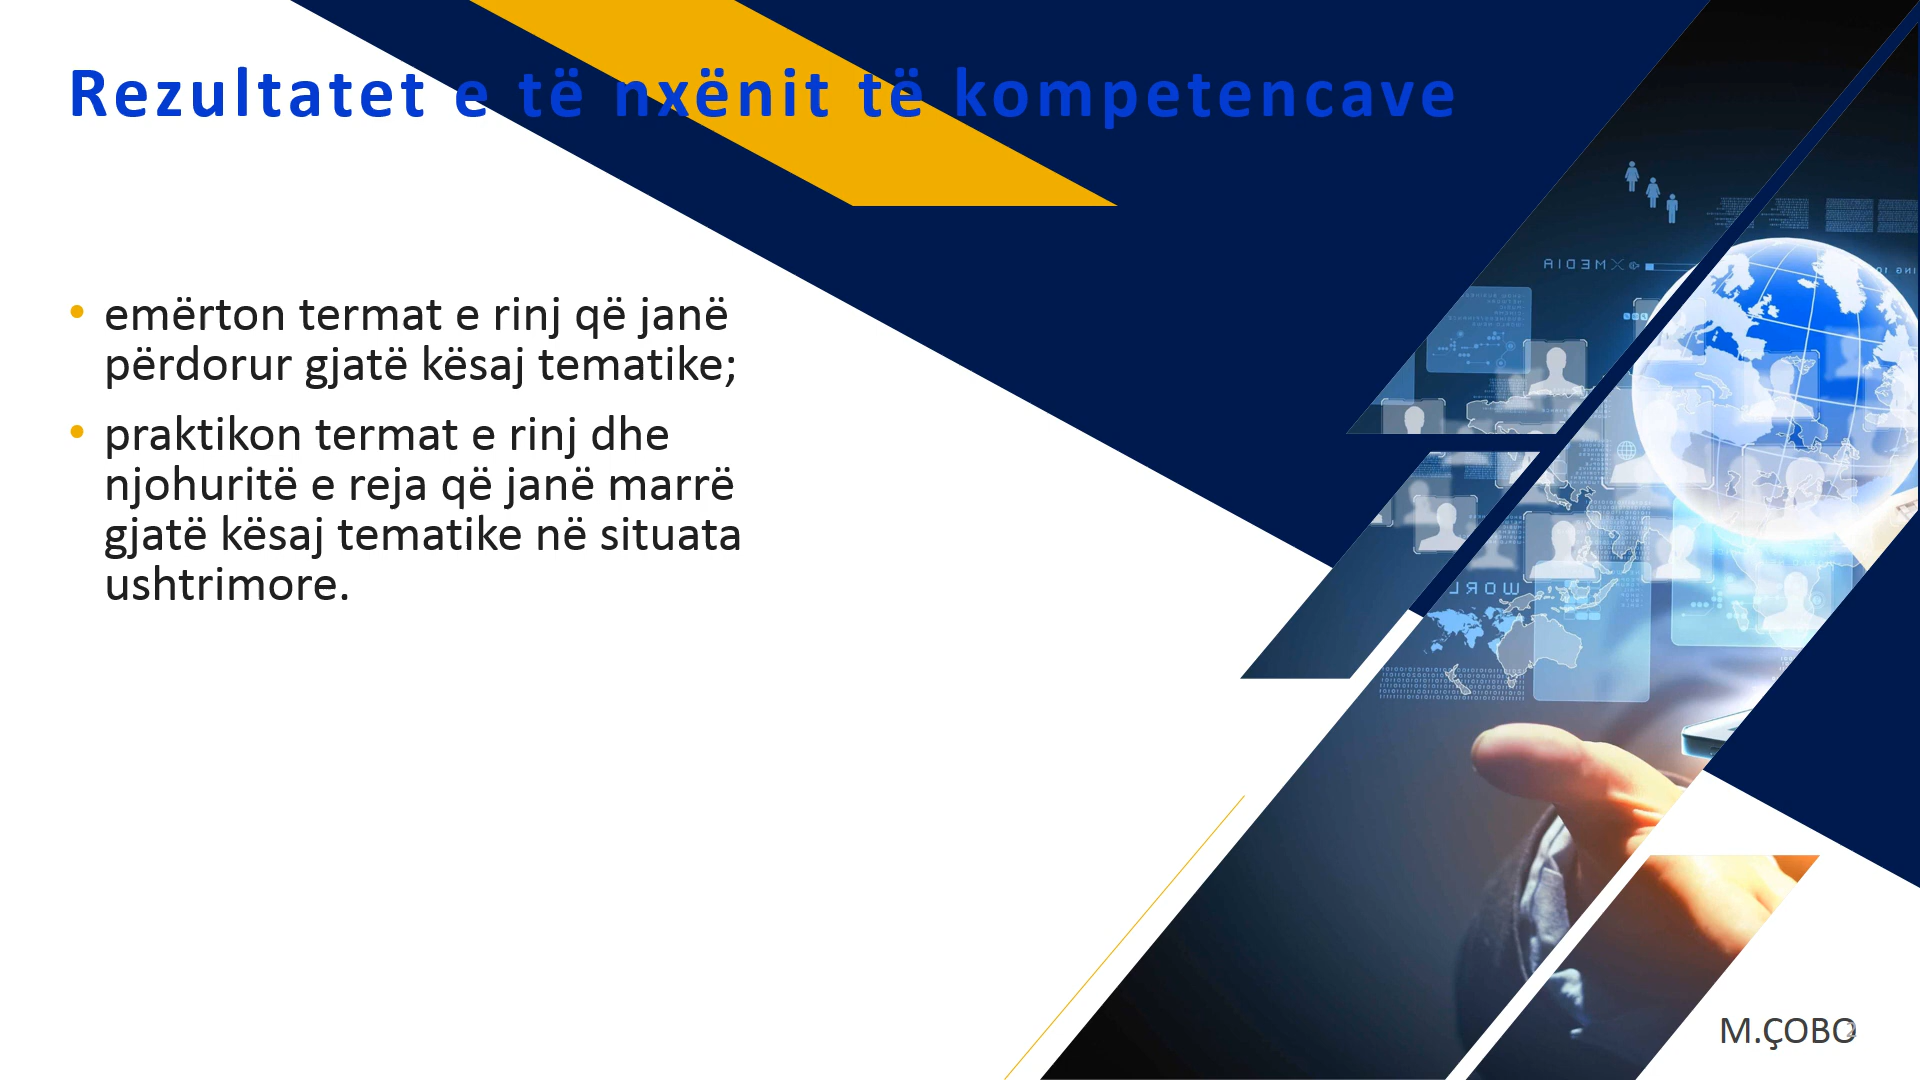 Rezultatet e të nxënit të kompetencave
• emërton termat e rinj që janë
përdorur gjatë kësaj tematike;
• praktikon termat e rinj dhe
njohuritë e reja që janë marrë
gjatë kësaj tematike në situata
ushtrimore.
M.ÇOBO
2